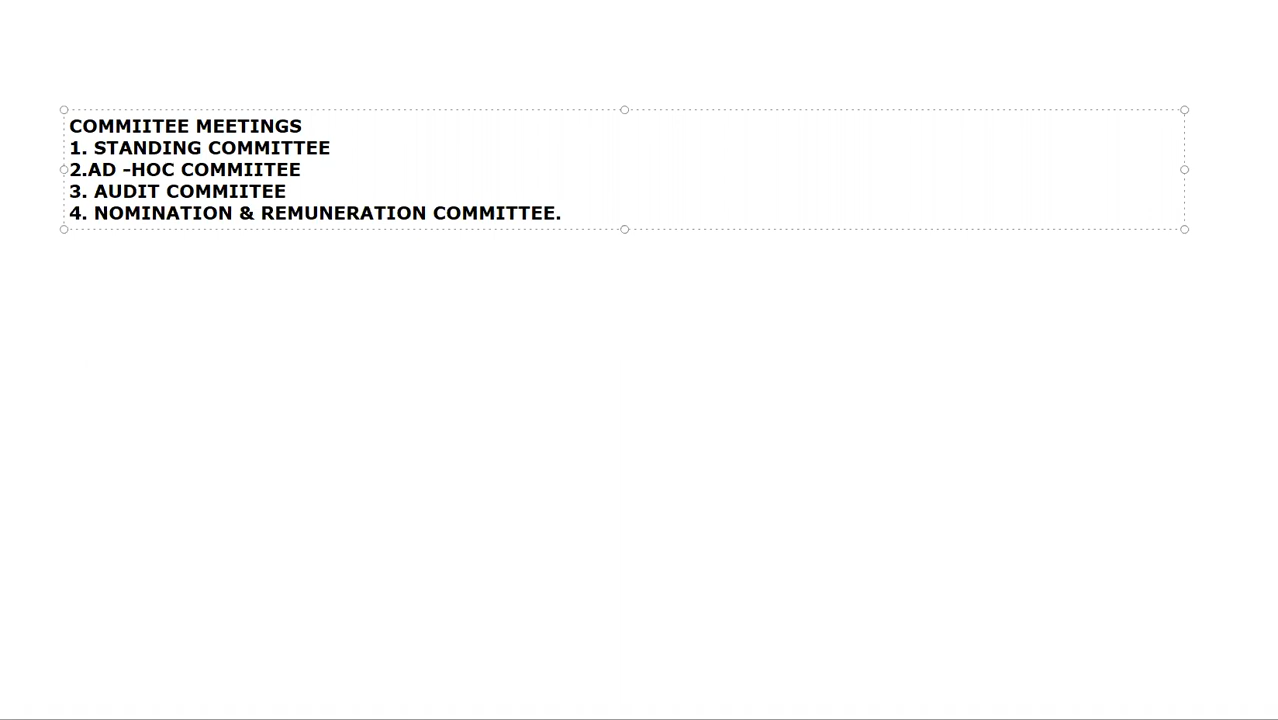 COMMIITEE MEETINGS
1. STANDING COMMITTEE
2.AD -HOC COMMIITEE
3. AUDIT COMMIITEE
4. NOMINATION & REMUNERATION COMMITTEE.